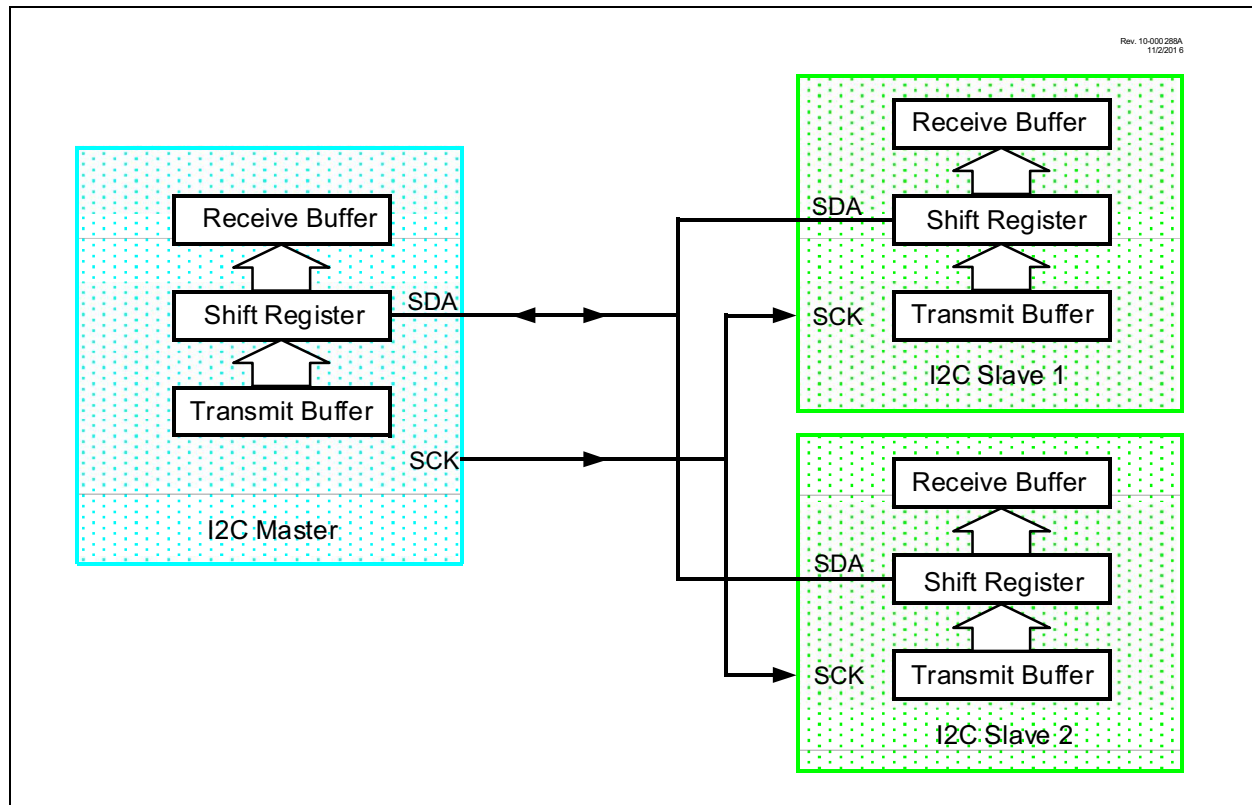 Rev. 10-000288A
11/2/2016
Receive Buffer
Shift Register
SDA
Transmit Buffer
SCK
I2C Master
Receive Buffer
SDA
Shift Register
SCK
Transmit Buffer
I2C Slave 1
Receive Buffer
SDA
Shift Register
SCK
Transmit Buffer
I2C Slave 2